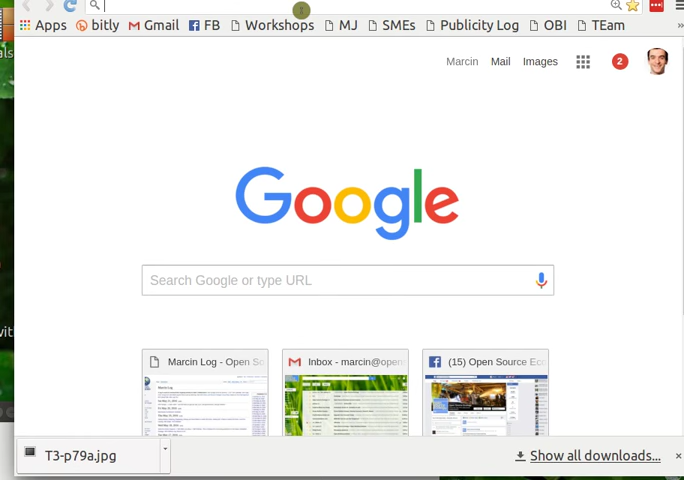 Apps bitly Gmail FB Workshops MJ SMEs Publicity Log OBI TEam »
Marcin Mail Images 2
Google
Search Google or type URL
Marcin Log - Open So
Inbox - marcin@open
(15) Open Source Eco
T3-p79a.jpg
Show all downloads...